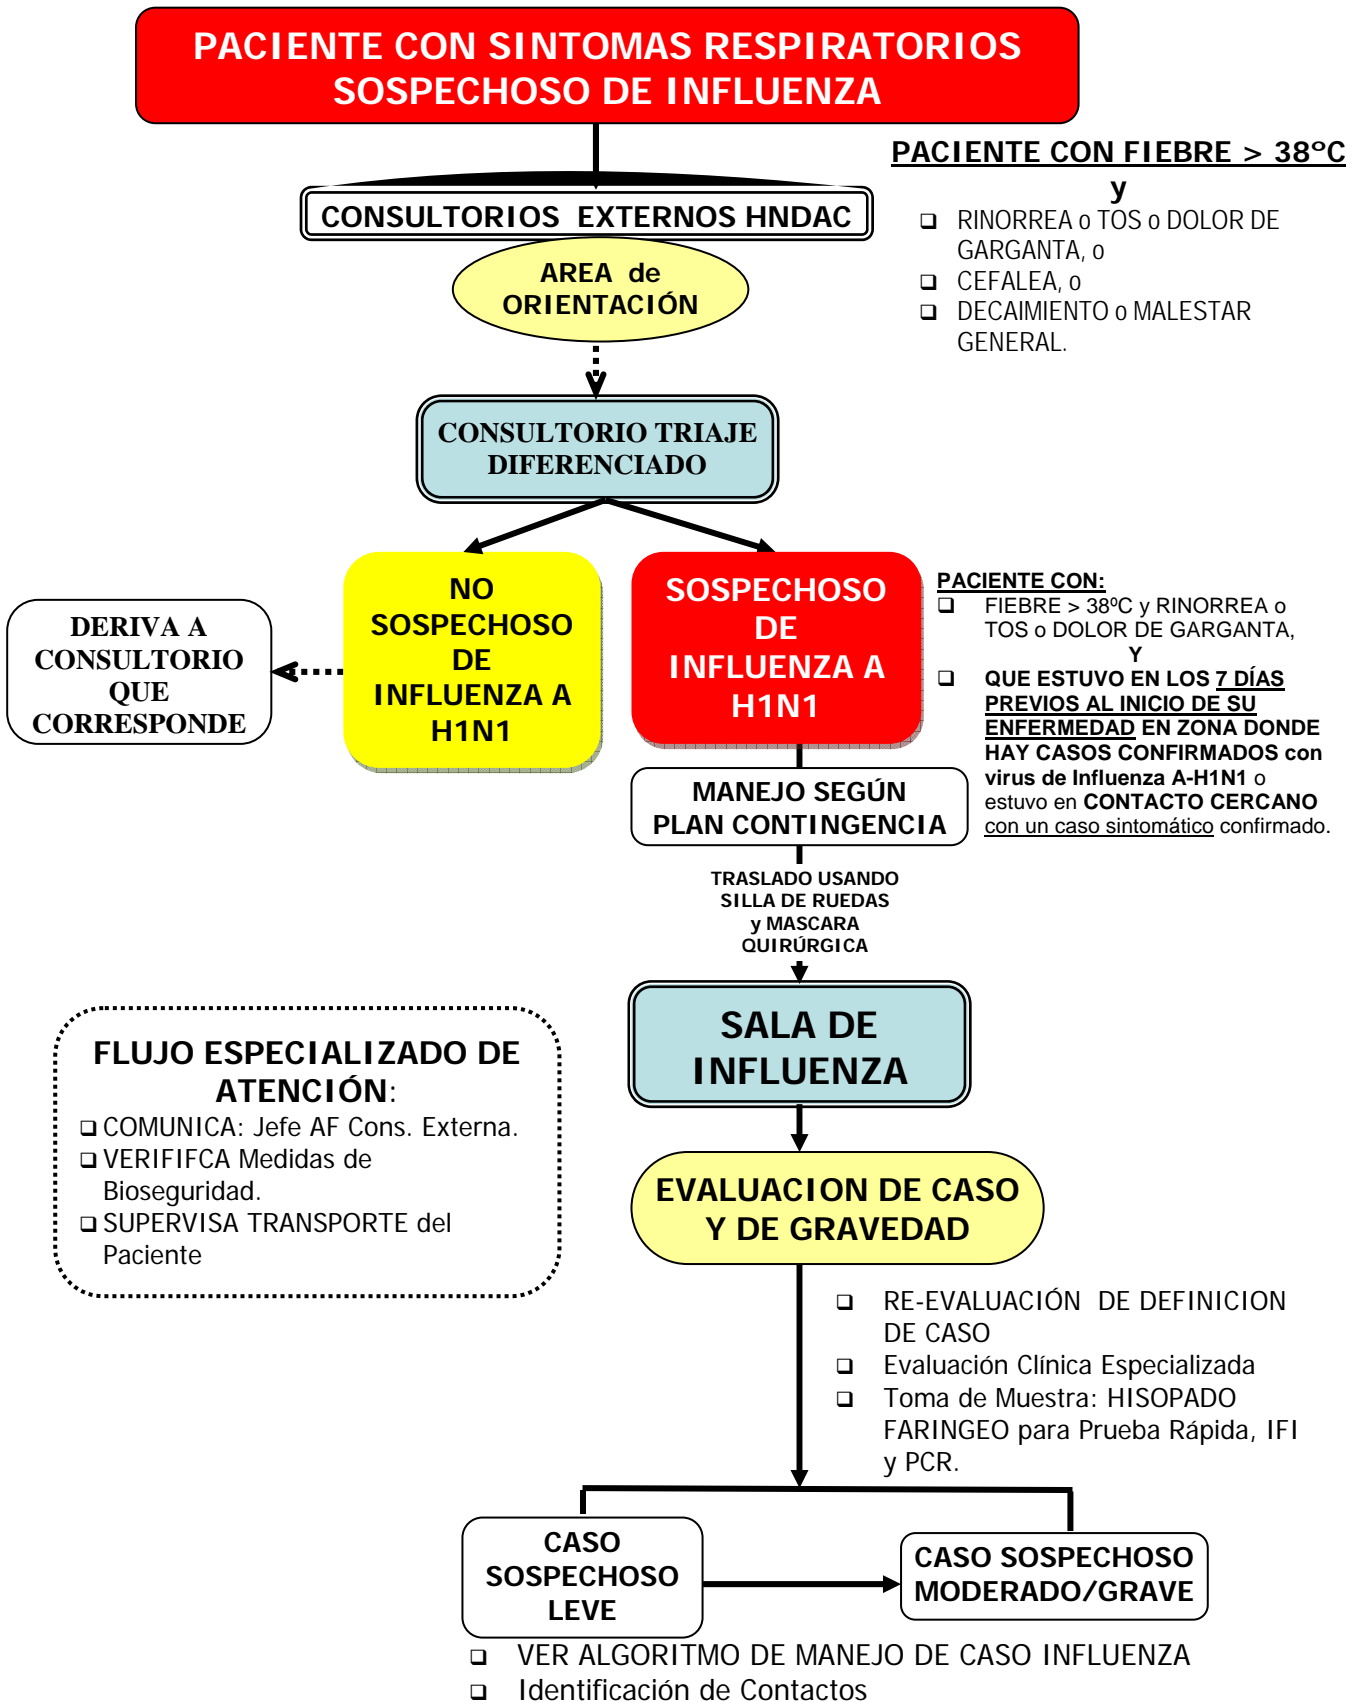 PACIENTE CON SINTOMAS RESPIRATORIOS
SOSPECHOSO DE INFLUENZA
PACIENTE CON FIEBRE > 38ºC
y
❑ RINORREA o TOS o DOLOR DE
GARGANTA, o
❑ CEFALEA, o
❑ DECAIMIENTO o MALESTAR
GENERAL.
CONSULTORIOS EXTERNOS HNDAC
AREA de
ORIENTACIÓN
CONSULTORIO TRIAJE
DIFERENCIADO
NO
SOSPECHOSO
DE
INFLUENZA A
H1N1
DERIVA A
CONSULTORIO
QUE
CORRESPONDE
SOSPECHOSO
DE
INFLUENZA A
H1N1
PACIENTE CON:
❑ FIEBRE > 38ºC y RINORREA o
TOS o DOLOR DE GARGANTA,
Y
❑ QUE ESTUVO EN LOS 7 DÍAS
PREVIOS AL INICIO DE SU
ENFERMEDAD EN ZONA DONDE
HAY CASOS CONFIRMADOS con
virus de Influenza A-H1N1 o
estuvo en CONTACTO CERCANO
con un caso sintomático confirmado.
MANEJO SEGÚN
PLAN CONTINGENCIA
TRASLADO USANDO
SILLA DE RUEDAS
y MASCARA
QUIRÚRGICA
SALA DE
INFLUENZA
FLUJO ESPECIALIZADO DE
ATENCIÓN:
❑ COMUNICA: Jefe AF Cons. Externa.
❑ VERIFIFCA Medidas de
Bioseguridad.
❑ SUPERVISA TRANSPORTE del
Paciente
EVALUACION DE CASO
Y DE GRAVEDAD
❑ RE-EVALUACIÓN DE DEFINICION
DE CASO
❑ Evaluación Clínica Especializada
❑ Toma de Muestra: HISOPADO
FARINGEO para Prueba Rápida, IFI
y PCR.
CASO
SOSPECHOSO
LEVE
CASO SOSPECHOSO
MODERADO/GRAVE
❑ VER ALGORITMO DE MANEJO DE CASO INFLUENZA
❑ Identificación de Contactos